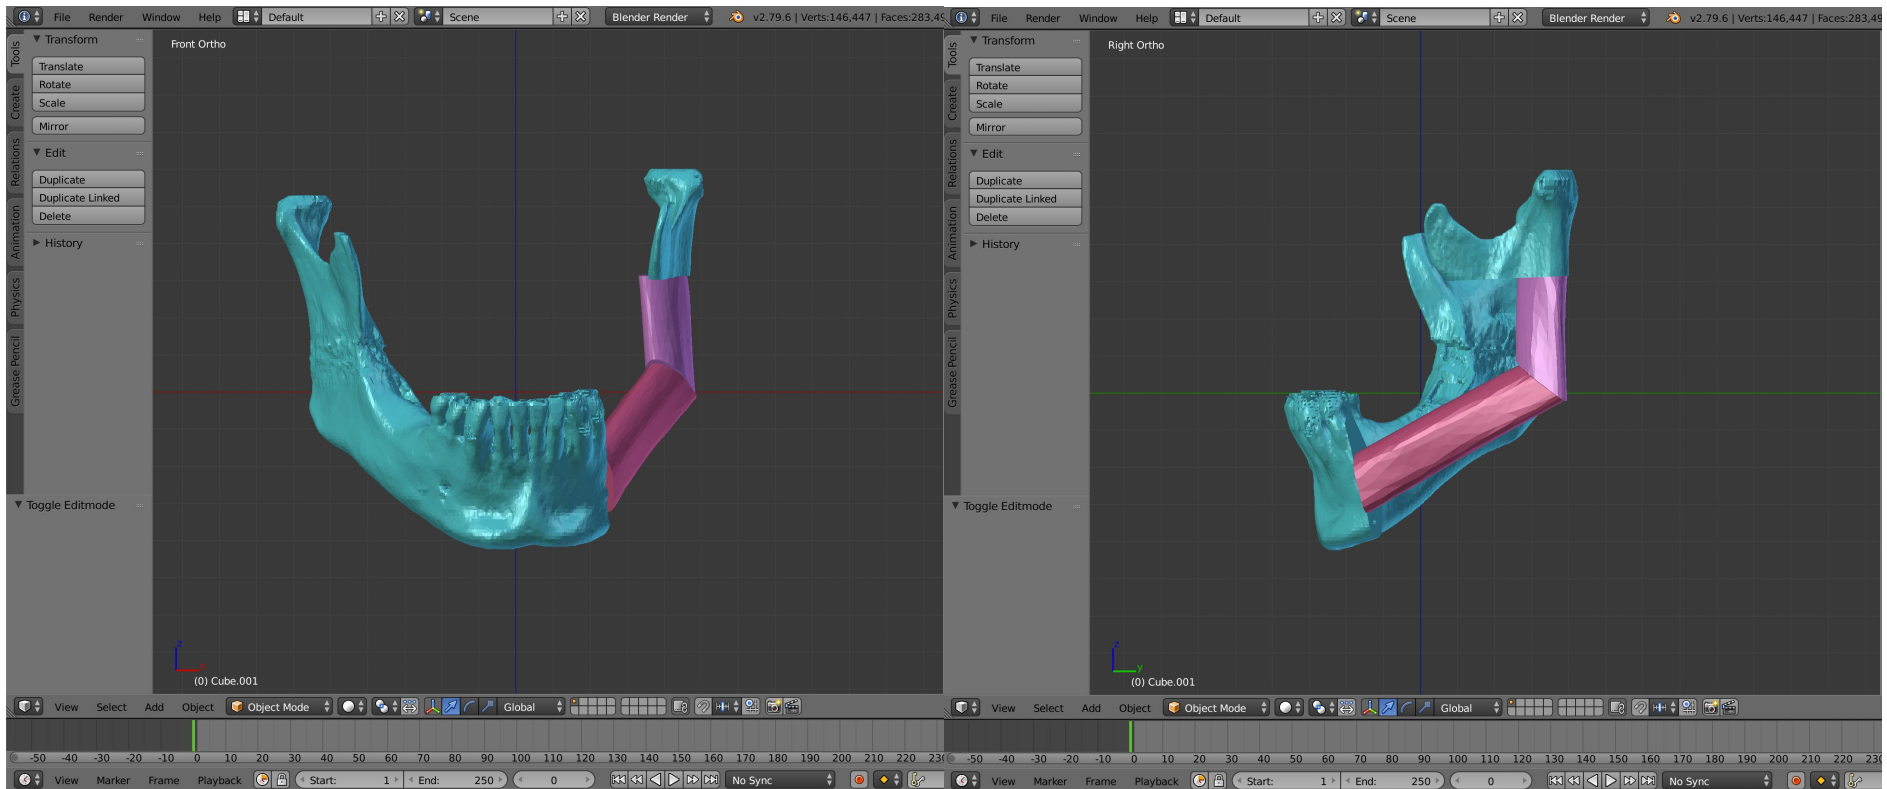 File Render Window Help Default Scene Blender Render v2.79.6 | Verts:146,447 | Faces:283,49
Tools
Create
Relations
Animation
Physics
Grease Pencil
Transform
Translate
Rotate
Scale
Mirror
Edit
Duplicate
Duplicate Linked
Delete
History
Toggle Editmode
Front Ortho
z
x
(0) Cube.001
View Select Add Object Object Mode Global
-50 -40 -30 -20 -10 0 10 20 30 40 50 60 70 80 90 100 110 120 130 140 150 160 170 180 190 200 210 220
View Marker Frame Playback Start: 1 End: 250 0 No Sync
File Render Window Help Default Scene Blender Render v2.79.6 | Verts:146,447 | Faces:283,49
Tools
Create
Relations
Animation
Physics
Grease Pencil
Transform
Translate
Rotate
Scale
Mirror
Edit
Duplicate
Duplicate Linked
Delete
History
Toggle Editmode
Right Ortho
z
y
(0) Cube.001
View Select Add Object Object Mode Global
-50 -40 -30 -20 -10 0 10 20 30 40 50 60 70 80 90 100 110 120 130 140 150 160 170 180 190 200 210 220
View Marker Frame Playback Start: 1 End: 250 0 No Sync